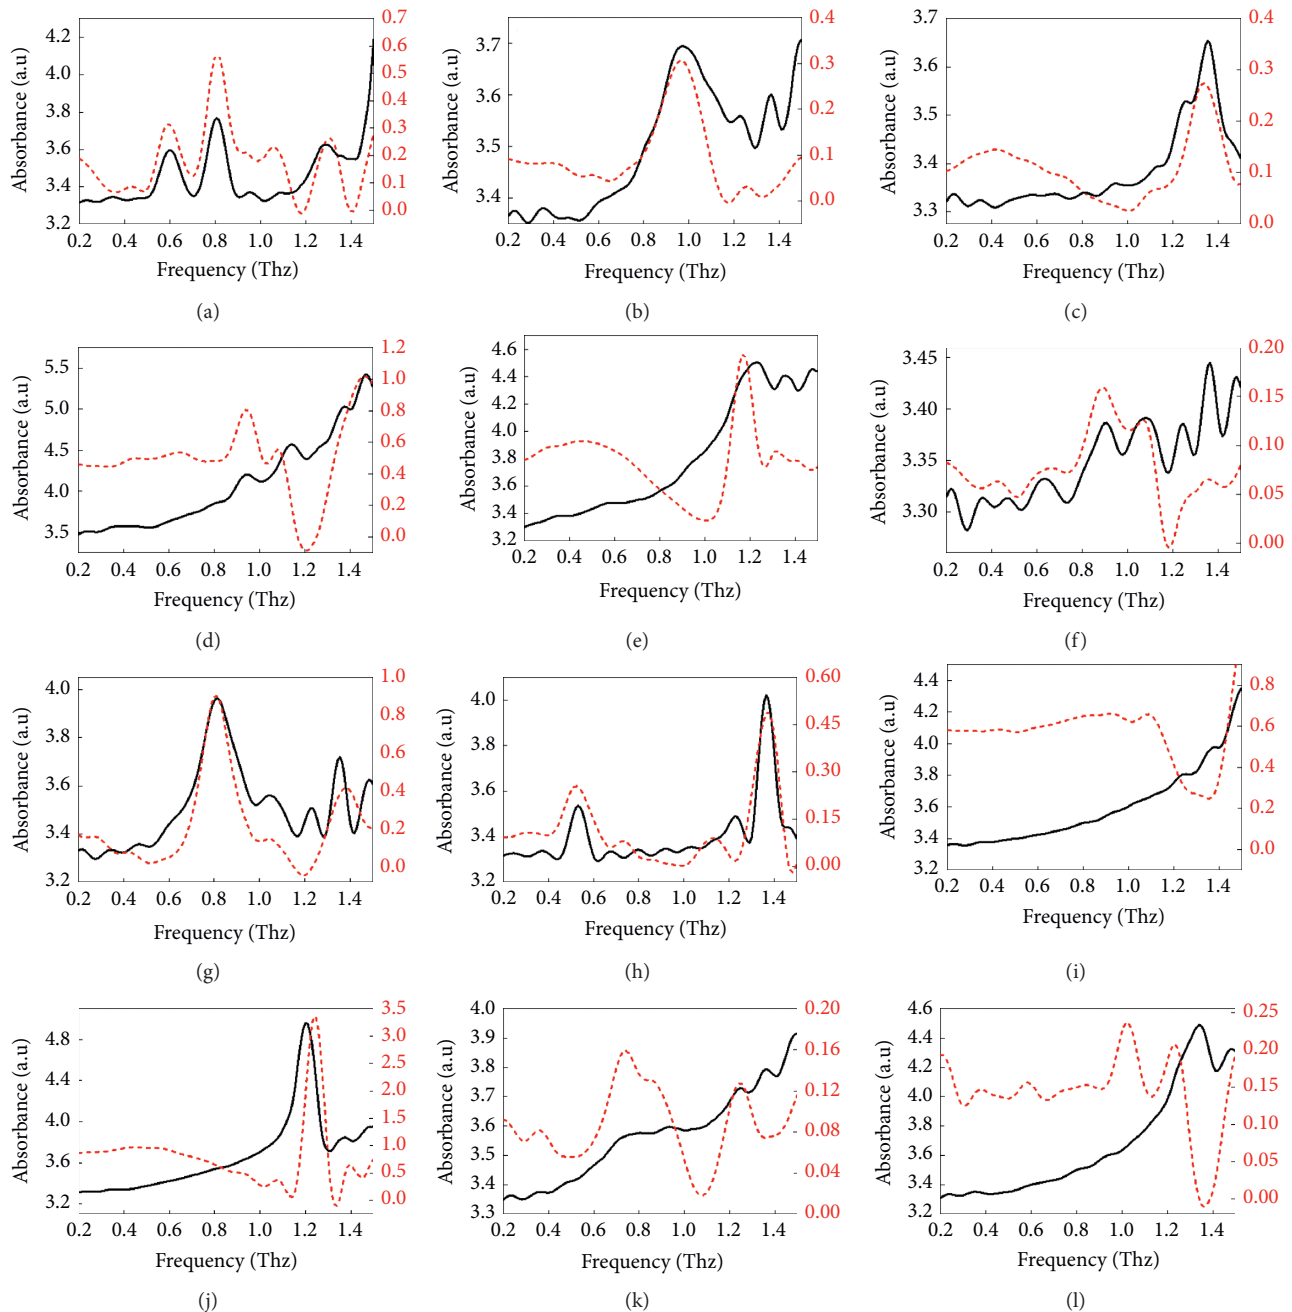 4.2
4.0
3.8
3.6
3.4
3.2
0.7
0.6
0.5
0.4
0.3
0.2
0.1
0.0
0.2 0.4 0.6 0.8 1.0 1.2 1.4
Absorbance (a.u)
Frequency (Thz)
(a)
3.7
3.6
3.5
3.4
0.4
0.3
0.2
0.1
0.0
0.2 0.4 0.6 0.8 1.0 1.2 1.4
Absorbance (a.u)
Frequency (Thz)
(b)
3.7
3.6
3.5
3.4
3.3
0.4
0.3
0.2
0.1
0.0
0.2 0.4 0.6 0.8 1.0 1.2 1.4
Absorbance (a.u)
Frequency (Thz)
(c)
5.5
5.0
4.5
4.0
3.5
1.2
1.0
0.8
0.6
0.4
0.2
0.0
0.2 0.4 0.6 0.8 1.0 1.2 1.4
Absorbance (a.u)
Frequency (Thz)
(d)
4.6
4.4
4.2
4.0
3.8
3.6
3.4
3.2
0.2 0.4 0.6 0.8 1.0 1.2 1.4
Absorbance (a.u)
Frequency (Thz)
(e)
3.45
3.40
3.35
3.30
0.20
0.15
0.10
0.05
0.00
0.2 0.4 0.6 0.8 1.0 1.2 1.4
Absorbance (a.u)
Frequency (Thz)
(f)
4.0
3.8
3.6
3.4
3.2
1.0
0.8
0.6
0.4
0.2
0.0
0.2 0.4 0.6 0.8 1.0 1.2 1.4
Absorbance (a.u)
Frequency (Thz)
(g)
4.0
3.8
3.6
3.4
3.2
0.60
0.45
0.30
0.15
0.00
0.2 0.4 0.6 0.8 1.0 1.2 1.4
Absorbance (a.u)
Frequency (Thz)
(h)
4.4
4.2
4.0
3.8
3.6
3.4
3.2
0.8
0.6
0.4
0.2
0.0
0.2 0.4 0.6 0.8 1.0 1.2 1.4
Absorbance (a.u)
Frequency (Thz)
(i)
4.8
4.4
4.0
3.6
3.2
3.5
3.0
2.5
2.0
1.5
1.0
0.5
0.0
0.2 0.4 0.6 0.8 1.0 1.2 1.4
Absorbance (a.u)
Frequency (Thz)
(j)
4.0
3.9
3.8
3.7
3.6
3.5
3.4
3.3
0.20
0.16
0.12
0.08
0.04
0.00
0.2 0.4 0.6 0.8 1.0 1.2 1.4
Absorbance (a.u)
Frequency (Thz)
(k)
4.6
4.4
4.2
4.0
3.8
3.6
3.4
3.2
0.25
0.20
0.15
0.10
0.05
0.00
0.2 0.4 0.6 0.8 1.0 1.2 1.4
Absorbance (a.u)
Frequency (Thz)
(l)